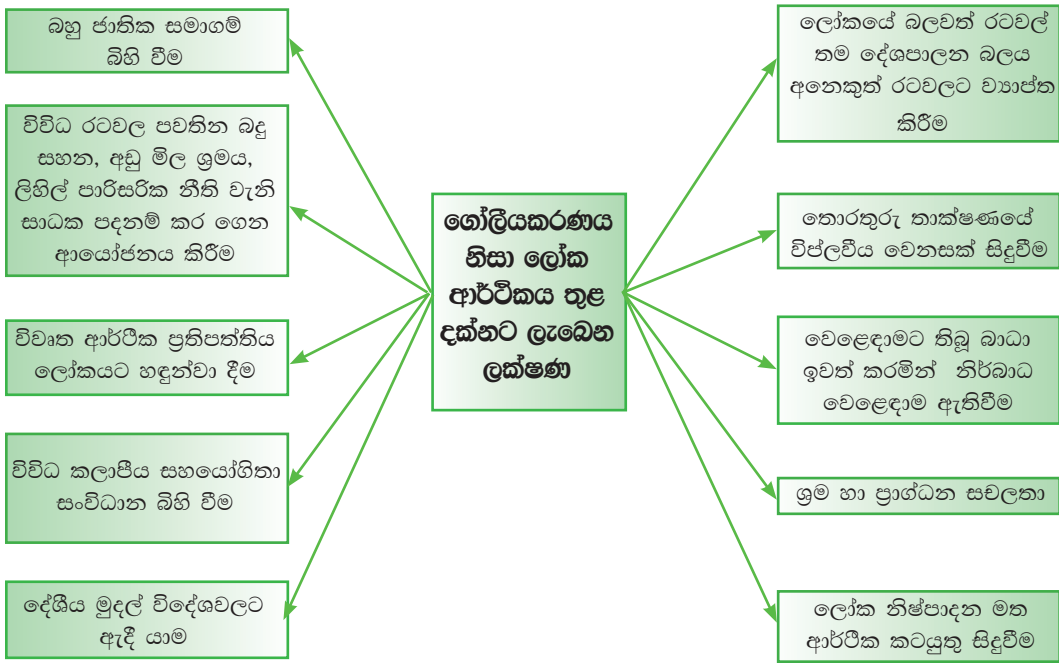 බහු ජාතික සමාගම්
බිහි වීම
විවිධ රටවල පවතින බදු
සහන, අඩු මිල ශ්‍රමය,
ලිහිල් පාරිසරික නීති වැනි
සාධක පදනම් කර ගෙන
ආයෝජනය කිරීම
විවෘත ආර්ථික ප්‍රතිපත්තිය
ලෝකයට හඳුන්වා දීම
විවිධ කලාපීය සහයෝගිතා
සංවිධාන බිහි වීම
දේශීය මුදල් විදේශවලට
ඇදී යාම
ගෝලීයකරණය
නිසා ලෝක
ආර්ථිකය තුළ
දක්නට ලැබෙන
ලක්ෂණ
ලෝකයේ බලවත් රටවල්
තම දේශපාලන බලය
අනෙකුත් රටවලට ව්‍යාප්ත
කිරීම
තොරතුරු තාක්ෂණයේ
විප්ලවීය වෙනසක් සිදුවීම
වෙළෙඳාමට තිබූ බාධා
ඉවත් කරමින් නිර්බාධ
වෙළෙඳාම ඇතිවීම
ශ්‍රම හා ප්‍රාග්ධන සචලතා
ලෝක නිෂ්පාදන මත
ආර්ථික කටයුතු සිදුවීම